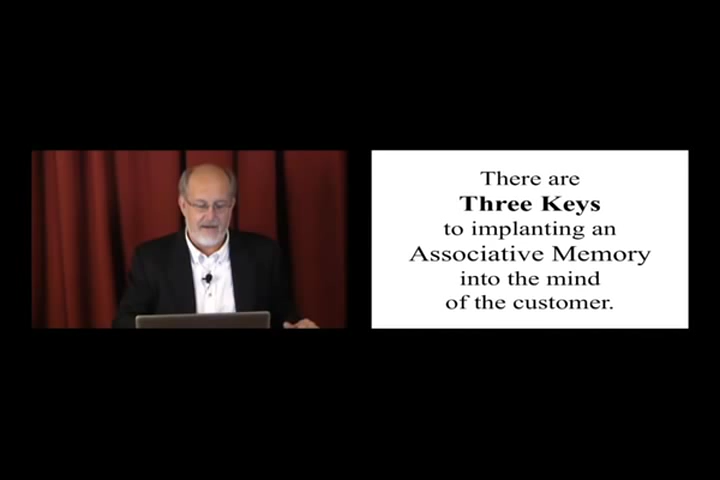 There are
Three Keys
to implanting an
Associative Memory
into the mind
of the customer.